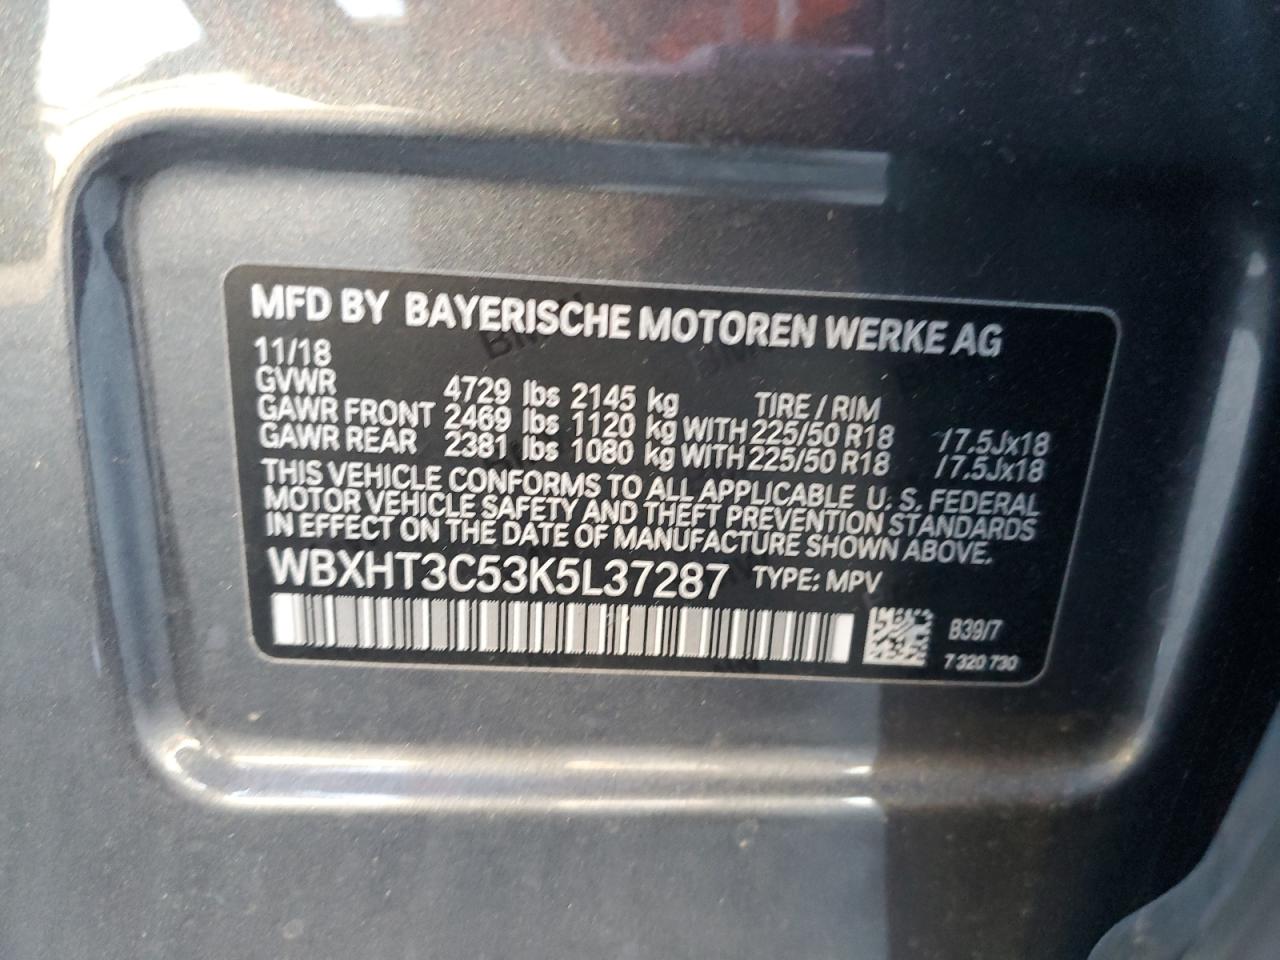 MFD BY BAYERISCHE MOTOREN WERKE AG
11/18
GVWR 4729 lbs 2145 kg TIRE / RIM
GAWR FRONT 2469 lbs 1120 kg WITH 225/50 R18 / 7.5Jx18
GAWR REAR 2381 lbs 1080 kg WITH 225/50 R18 / 7.5Jx18
THIS VEHICLE CONFORMS TO ALL APPLICABLE U. S. FEDERAL
MOTOR VEHICLE SAFETY AND THEFT PREVENTION STANDARDS
IN EFFECT ON THE DATE OF MANUFACTURE SHOWN ABOVE.
WBXHT3C53K5L37287 TYPE: MPV
B39/7
7 320 730